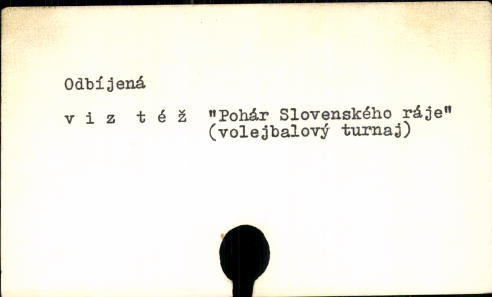 Odbíjená
v i z  t é ž  "Pohár Slovenského ráje"
(volejbalový turnaj)